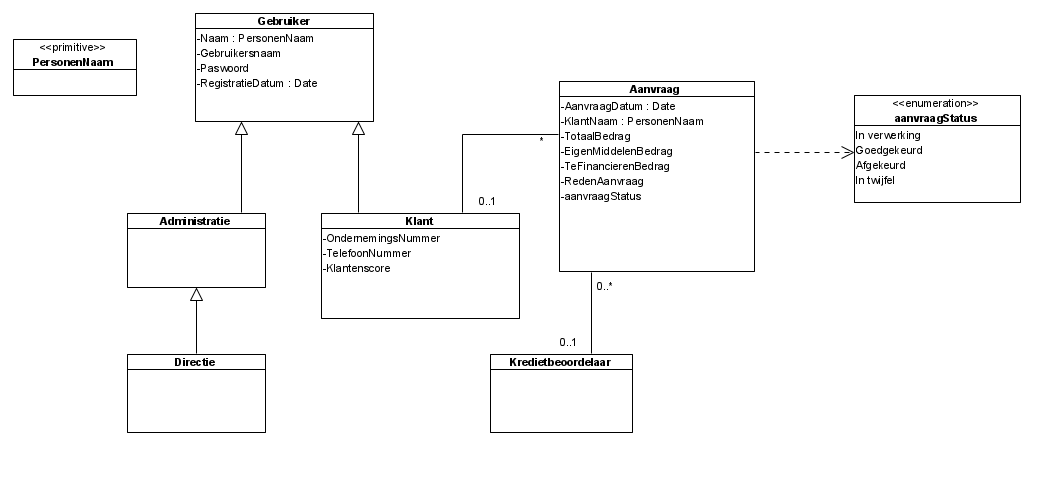 <<primitive>>
PersonenNaam
Gebruiker
-Naam : PersonenNaam
-Gebruikersnaam
-Paswoord
-RegistratieDatum : Date
Aanvraag
-AanvraagDatum : Date
-KlantNaam : PersonenNaam
-TotaalBedrag
-EigenMiddelenBedrag
-TeFinancierenBedrag
-RedenAanvraag
-aanvraagStatus
<<enumeration>>
aanvraagStatus
In verwerking
Goedgekeurd
Afgekeurd
In twijfel
*
0..1
Administratie
Klant
-OndernemingsNummer
-TelefoonNummer
-Klantenscore
0..*
0..1
Directie
Kredietbeoordelaar